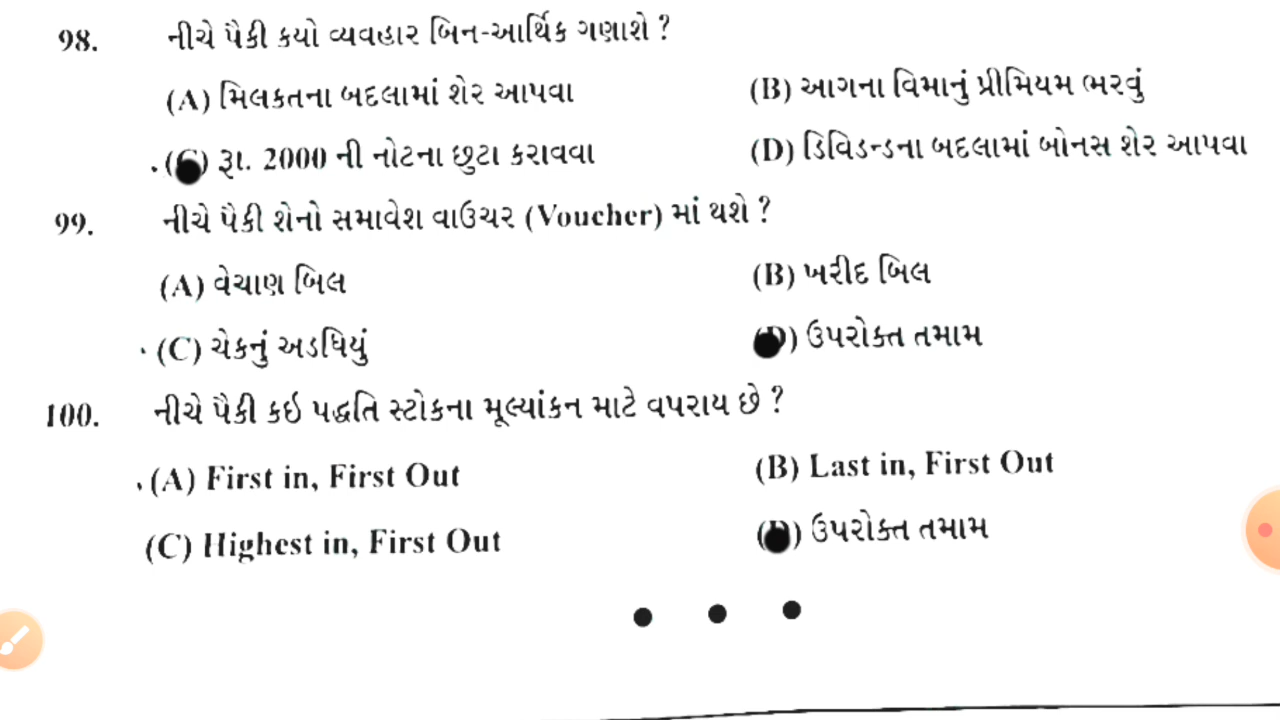 98. નીચે પૈકી કયો વ્યવહાર બિન-આર્થિક ગણાશે ?
(A) મિલકતના બદલામાં શેર આપવા (B) આગના વિમાનું પ્રીમિયમ ભરવું
(C) રૂા. 2000 ની નોટના છુટા કરાવવા (D) ડિવિડન્ડના બદલામાં બોનસ શેર આપવા
99. નીચે પૈકી શેનો સમાવેશ વાઉચર (Voucher) માં થશે ?
(A) વેચાણ બિલ (B) ખરીદ બિલ
(C) ચેકનું અડધિયું (D) ઉપરોક્ત તમામ
100. નીચે પૈકી કઇ પદ્ધતિ સ્ટોકના મૂલ્યાંકન માટે વપરાય છે ?
(A) First in, First Out (B) Last in, First Out
(C) Highest in, First Out (D) ઉપરોક્ત તમામ